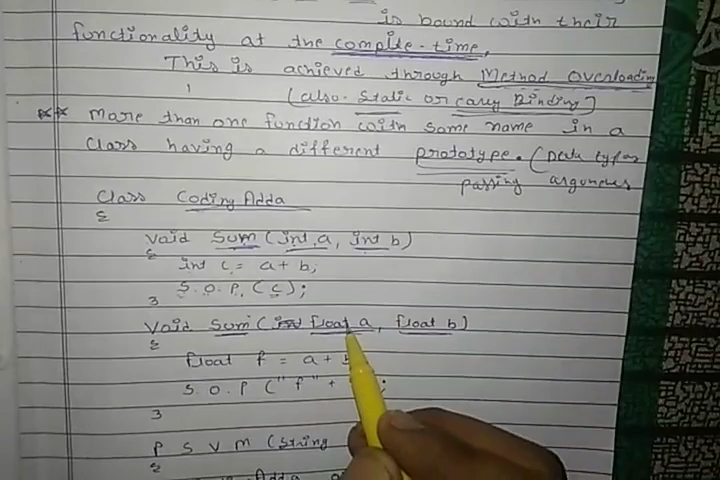 is bound with their
functionality at the compile-time,
This is achieved through Method Overloading
(also static or early Binding)
** more than one function with same name in a
class having a different prototype. (Data types
passing arguments
class Coding Adda
{
void sum (int a, int b)
{
int c = a + b;
S.O.P. (c);
}
void sum (float a, float b)
{
float f = a +
S.O.P ("f" + ;
}
P S V M (String
{
Adda